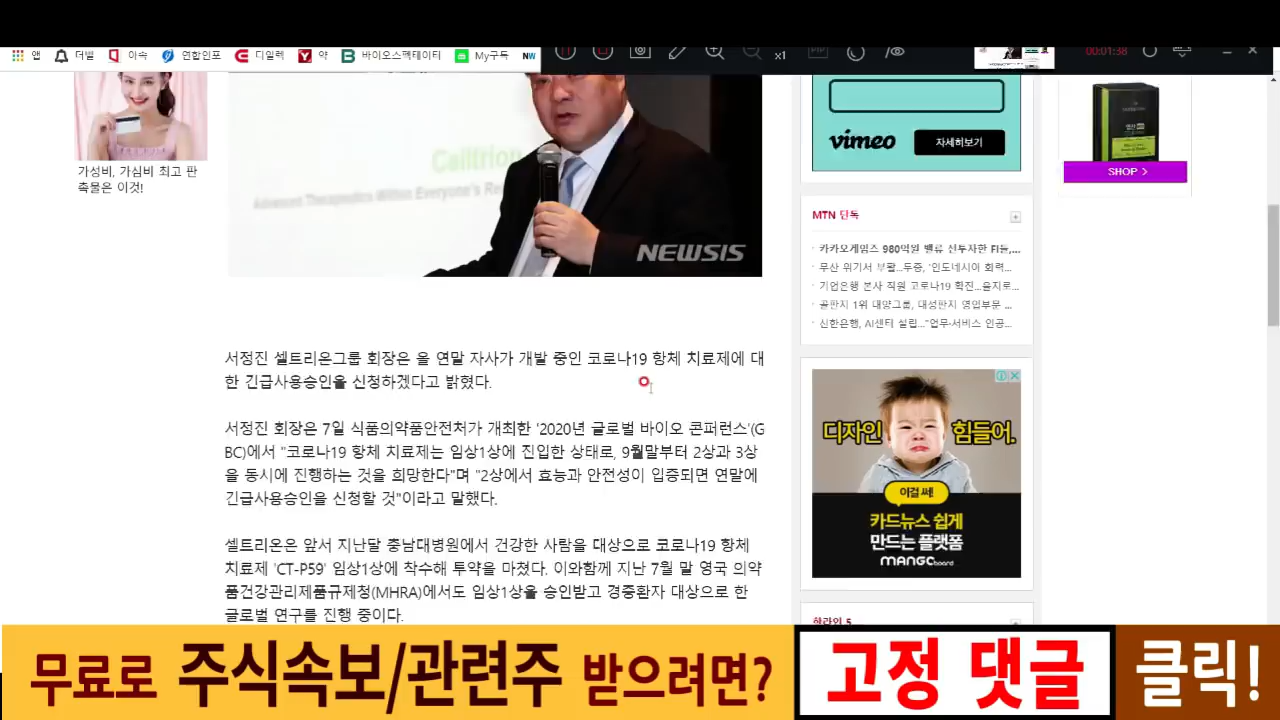 앱
더벨
아속
연합인포
디일렉
약
바이오스펙테이터
My구독
NW
x1
PIP
00:01:38
가성비, 가심비 최고 판
촉물은 이것!
Advanced Therapeutics Within Everyone's Re
NEWSIS
vimeo
자세히보기
SHOP >
MTN 단독
카카오게임즈 980억원 밸류 선투자한 FI들,...
무산 위기서 부활...두중, '인도네시아 화력...
기업은행 본사 직원 코로나19 확진...을지로...
골판지 1위 대양그룹, 대성판지 영업부문 ...
신한은행, AI센터 설립..."업무·서비스 인공...
서정진 셀트리온그룹 회장은 올 연말 자사가 개발 중인 코로나19 항체 치료제에 대
한 긴급사용승인을 신청하겠다고 밝혔다.
서정진 회장은 7일 식품의약품안전처가 개최한 '2020년 글로벌 바이오 콘퍼런스'(G
BC)에서 "코로나19 항체 치료제는 임상1상에 진입한 상태로, 9월말부터 2상과 3상
을 동시에 진행하는 것을 희망한다"며 "2상에서 효능과 안전성이 입증되면 연말에
긴급사용승인을 신청할 것"이라고 말했다.
셀트리온은 앞서 지난달 충남대병원에서 건강한 사람을 대상으로 코로나19 항체
치료제 'CT-P59' 임상1상에 착수해 투약을 마쳤다. 이와함께 지난 7월 말 영국 의약
품건강관리제품규제청(MHRA)에서도 임상1상을 승인받고 경증환자 대상으로 한
글로벌 연구를 진행 중이다.
디자인 힘들어.
이걸 써!
카드뉴스 쉽게
만드는 플랫폼
MANGOboard
핫라인 5
무료로 주식속보/관련주 받으려면?
고정 댓글
클릭!